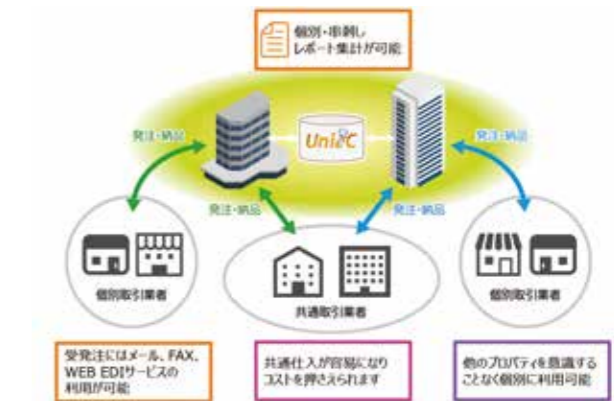 個別・串刺し
レポート集計が可能
UnieC
発注・納品
発注・納品
発注・納品
発注・納品
個別取引業者
共通取引業者
個別取引業者
受発注にはメール、FAX、
WEB EDIサービスの
利用が可能
共通仕入が容易になり
コストを押さえられます
他のプロパティを意識する
ことなく個別に利用可能